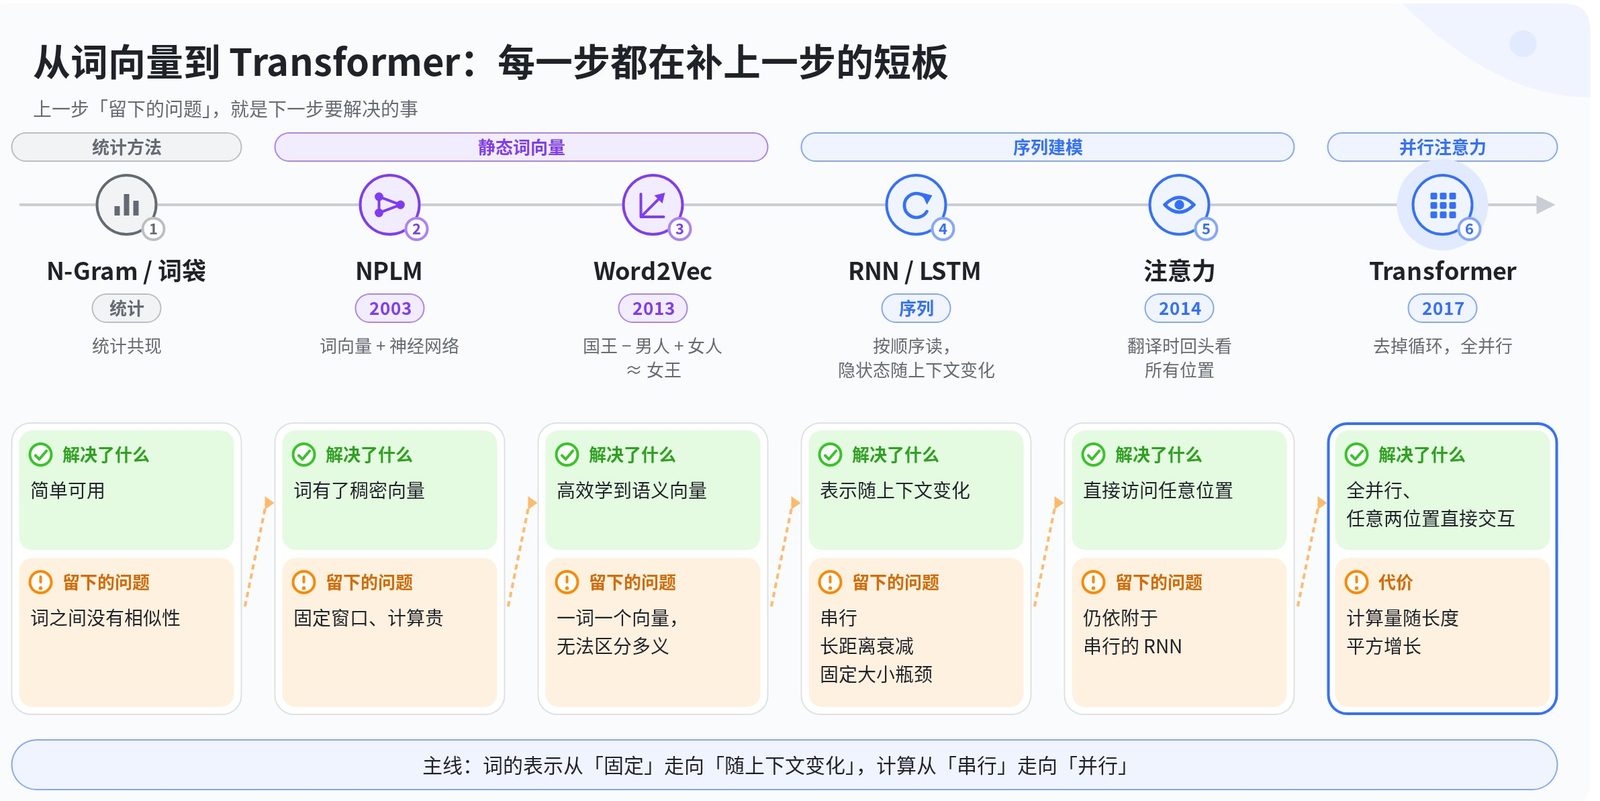 从词向量到 Transformer：每一步都在补上一步的短板
上一步「留下的问题」，就是下一步要解决的事
统计方法
静态词向量
序列建模
并行注意力
1
2
3
4
5
6
N-Gram / 词袋
统计
统计共现
NPLM
2003
词向量 + 神经网络
Word2Vec
2013
国王 − 男人 + 女人
≈ 女王
RNN / LSTM
序列
按顺序读，
隐状态随上下文变化
注意力
2014
翻译时回头看
所有位置
Transformer
2017
去掉循环，全并行
解决了什么
简单可用
留下的问题
词之间没有相似性
解决了什么
词有了稠密向量
留下的问题
固定窗口、计算贵
解决了什么
高效学到语义向量
留下的问题
一词一个向量，
无法区分多义
解决了什么
表示随上下文变化
留下的问题
串行
长距离衰减
固定大小瓶颈
解决了什么
直接访问任意位置
留下的问题
仍依附于
串行的 RNN
解决了什么
全并行、
任意两位置直接交互
代价
计算量随长度
平方增长
主线：词的表示从「固定」走向「随上下文变化」，计算从「串行」走向「并行」